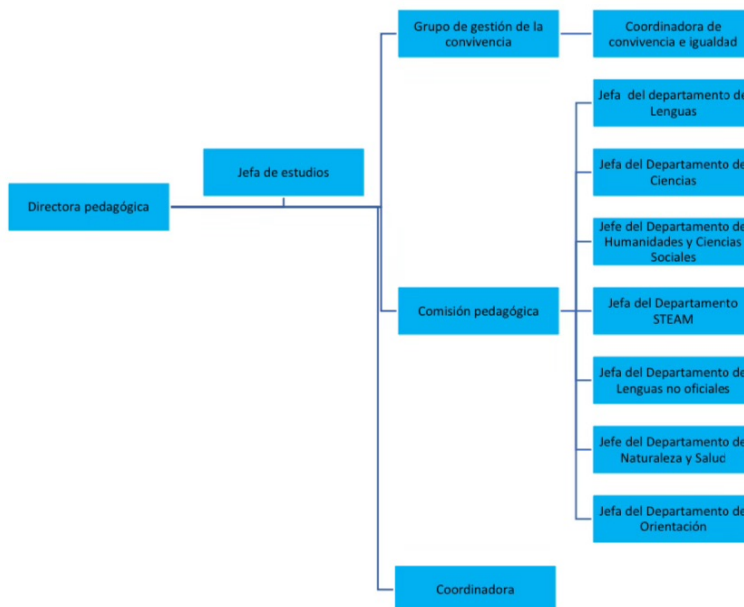 Grupo de gestión de la
convivencia
Coordinadora de
convivencia e igualdad
Jefa del departamento de
Lenguas
Jefa de estudios
Jefa del Departamento de
Ciencias
Directora pedagógica
Jefe del Departamento de
Humanidades y Ciencias
Sociales
Comisión pedagógica
Jefa del Departamento
STEAM
Jefa del Departamento de
Lenguas no oficiales
Jefe del Departamento de
Naturaleza y Salud
Jefa del Departamento de
Orientación
Coordinadora